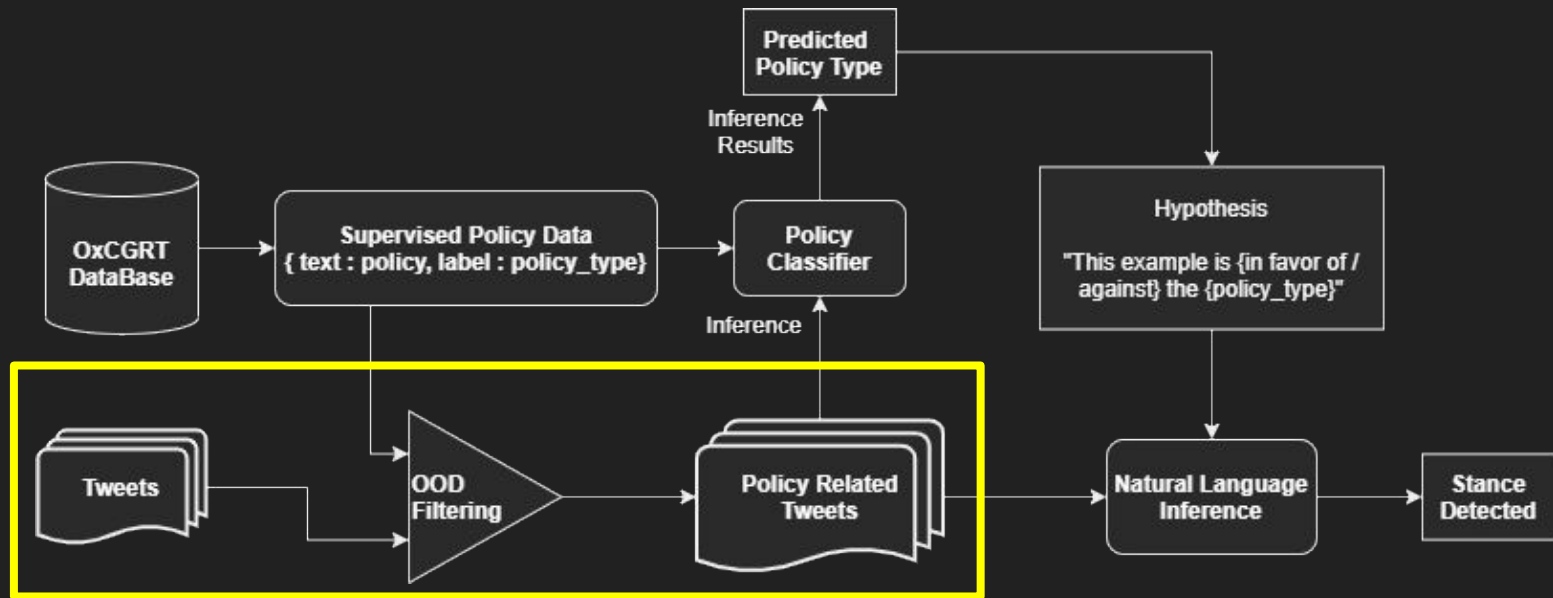 Predicted
Policy Type
Inference
Results
OxCGRT
DataBase
Supervised Policy Data
{ text : policy, label : policy_type}
Policy
Classifier
Hypothesis
"This example is {in favor of /
against} the {policy_type}"
Inference
Tweets
OOD
Filtering
Policy Related
Tweets
Natural Language
Inference
Stance
Detected